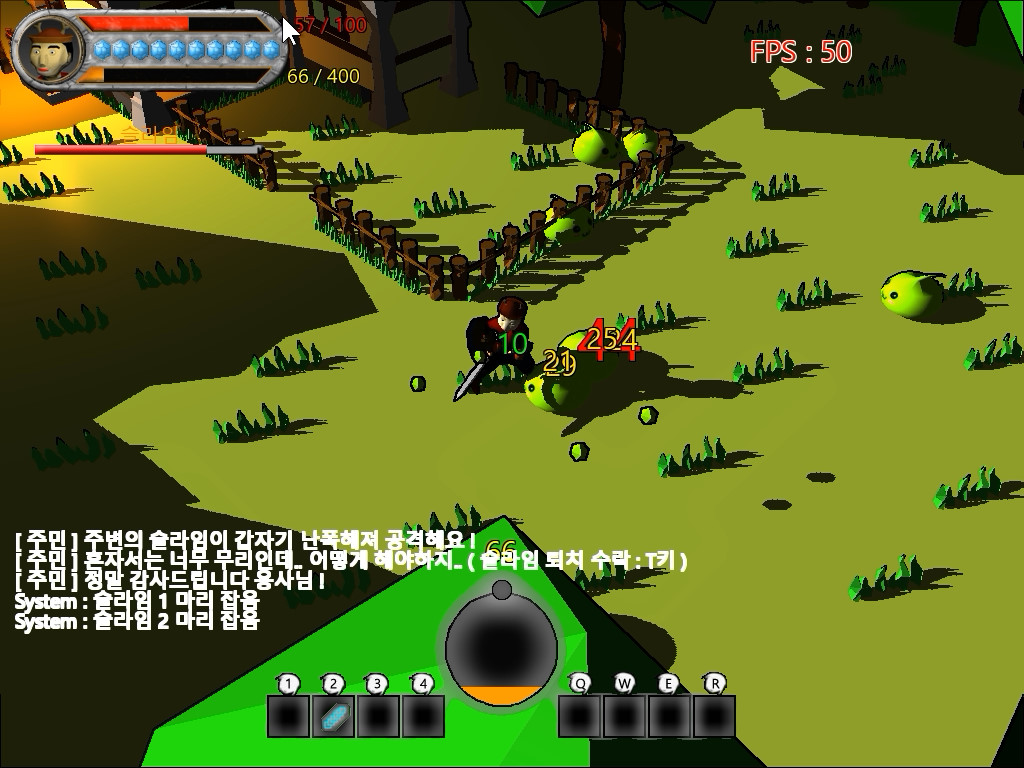 57 / 100
FPS : 50
66 / 400
슬라임
10
254
44
[ 주민 ] 주변의 슬라임이 갑자기 난폭해져 공격해요 !
66
[ 주민 ] 혼자서는 너무 무리인데.. 어떻게 해야하지.. ( 슬라임 퇴치 수락 : T키 )
[ 주민 ] 정말 감사드립니다 용사님 !
System : 슬라임 1 마리 잡음
System : 슬라임 2 마리 잡음
1 2 3 4 Q W E R